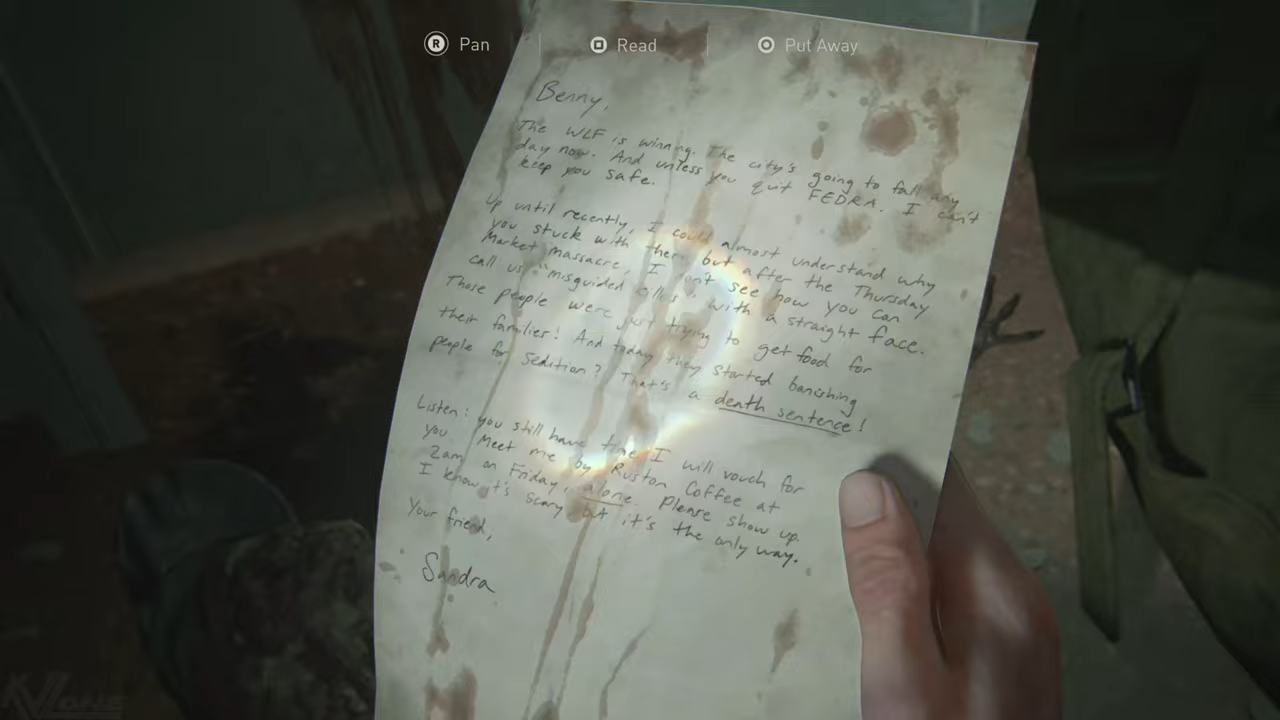 R Pan
Read
Put Away
Benny,
The WLF is winning. The city's going to fall any
day now. And unless you quit FEDRA. I can't
keep you safe.
Up until recently, I could almost understand why
you stuck with them but after the Thursday
Market massacre, I don't see how you can
call us "misguided with a straight face.
Those people were just trying to get food for
their families! And today they started banishing
people for sedition? That's a death sentence!
Listen: you still have time I will vouch for
you Meet me by Ruston Coffee at
2am on Friday, alone. Please show up.
I know it's scary but it's the only way.
Your friend,
Sandra